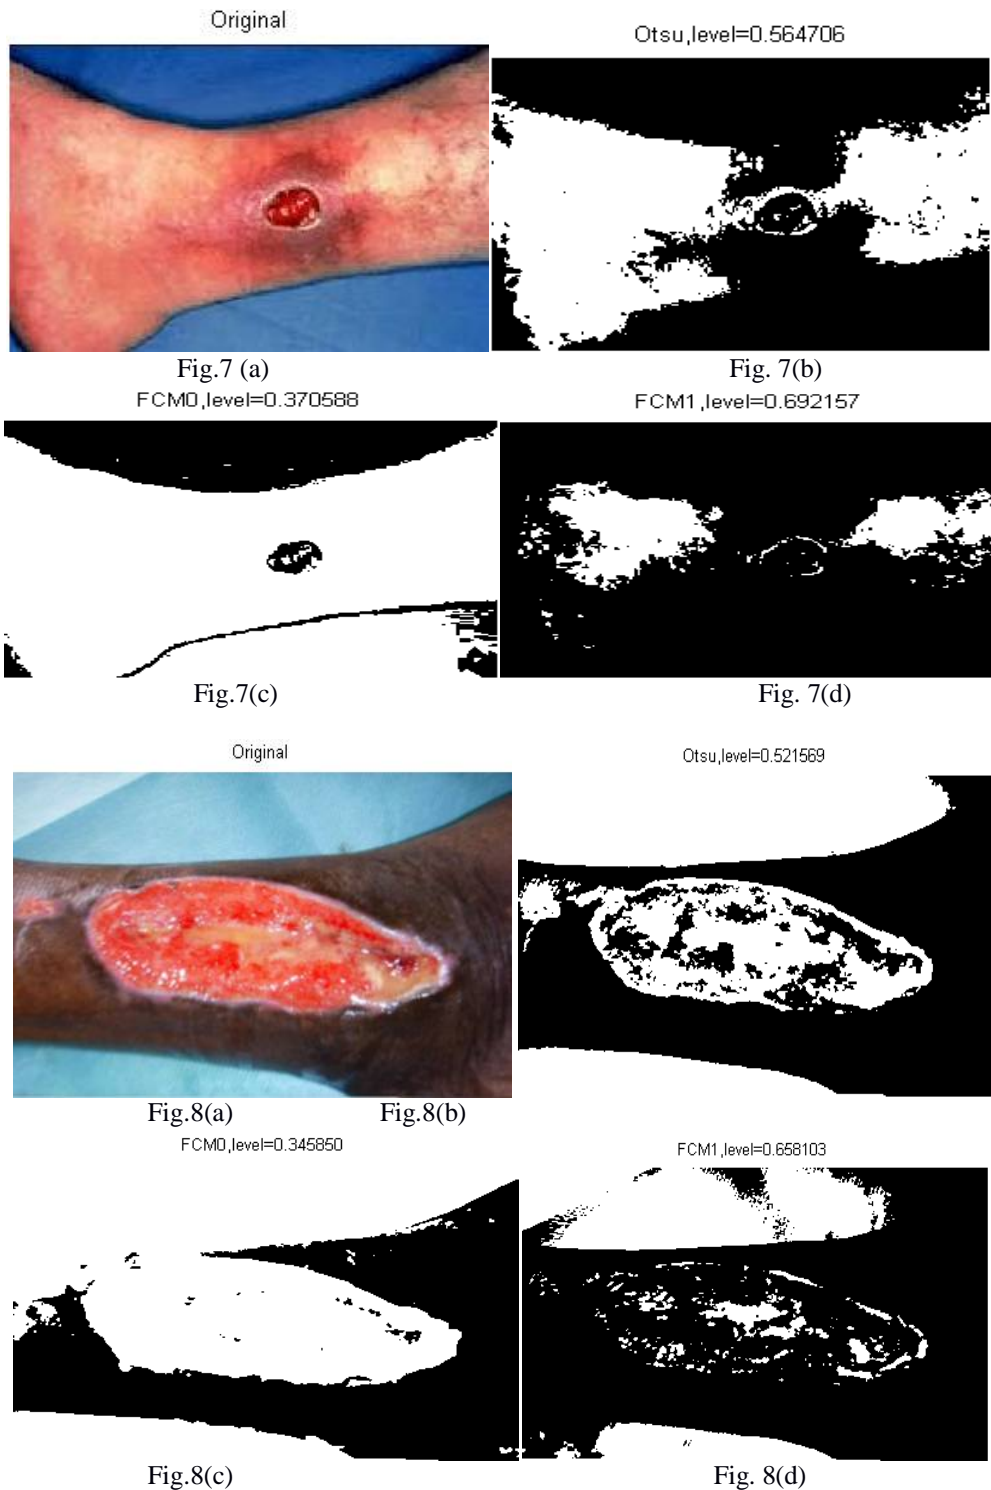 Original
Otsu,level=0.564706
Fig.7 (a)
Fig. 7(b)
FCM0,level=0.370588
FCM1,level=0.692157
Fig.7(c)
Fig. 7(d)
Original
Otsu,level=0.521569
Fig.8(a)
Fig.8(b)
FCM0,level=0.345850
FCM1,level=0.658103
Fig.8(c)
Fig. 8(d)